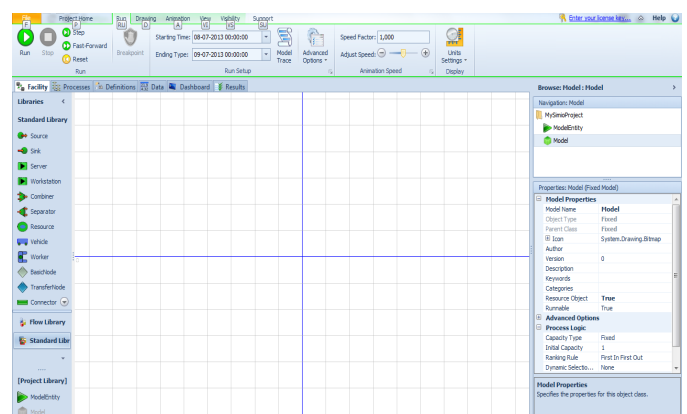 File Project Home Run Drawing Animation View Visibility Support Enter your license key... Help
F P RU D A VI VS SU
Run Stop Step Fast-Forward Reset
Breakpoint
Starting Time: 08-07-2013 00:00:00
Ending Type: 09-07-2013 00:00:00
Model Trace
Advanced Options
Speed Factor: 1,000
Adjust Speed:
Units Settings
Run Run Setup Animation Speed Display
Facility Processes Definitions Data Dashboard Results
Libraries
Standard Library
Source
Sink
Server
Workstation
Combiner
Separator
Resource
Vehicle
Worker
BasicNode
TransferNode
Connector
Flow Library
Standard Libr
[Project Library]
ModelEntity
Model
Browse: Model : Model
Navigation: Model
MySimioProject
ModelEntity
Model
Properties: Model (Fixed Model)
Model Properties
Model Name Model
Object Type Fixed
Parent Class Fixed
Icon System.Drawing.Bitmap
Author
Version 0
Description
Keywords
Categories
Resource Object True
Runnable True
Advanced Options
Process Logic
Capacity Type Fixed
Initial Capacity 1
Ranking Rule First In First Out
Dynamic Selectio... None
Model Properties
Specifies the properties for this object class.